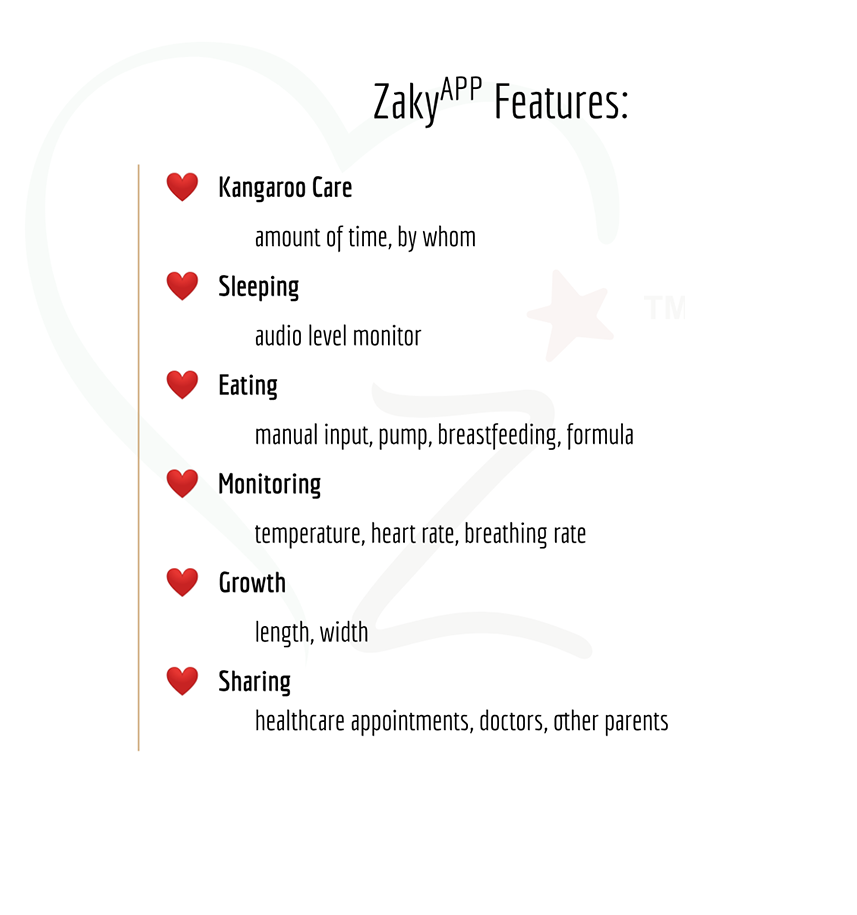 Zaky APP Features:
Kangaroo Care
amount of time, by whom
Sleeping
audio level monitor
TM
Eating
manual input, pump, breastfeeding, formula
Monitoring
temperature, heart rate, breathing rate
Growth
length, width
Sharing
healthcare appointments, doctors, other parents